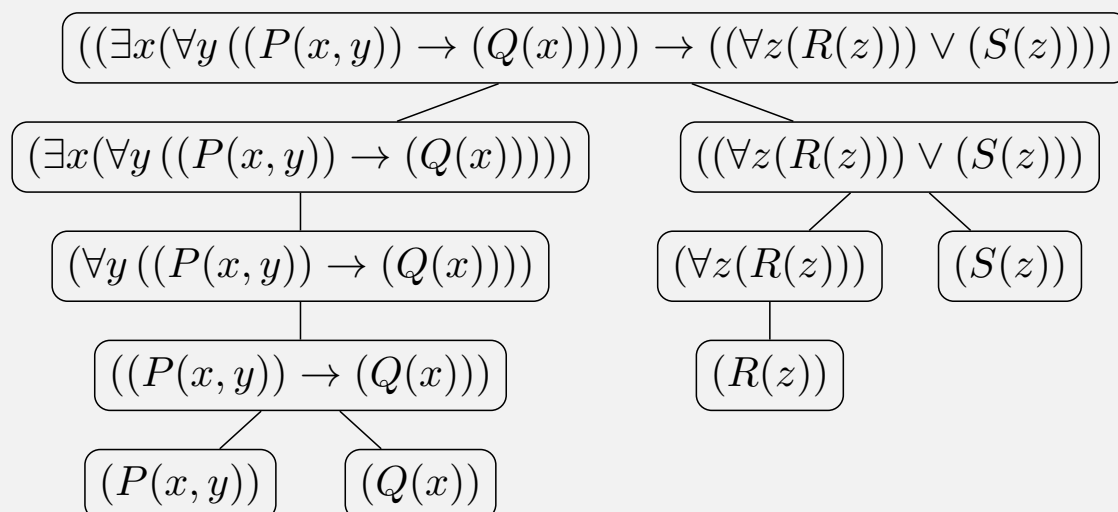 ((∃x(∀y ((P(x, y)) → (Q(x))))) → ((∀z(R(z))) ∨ (S(z))))
(∃x(∀y ((P(x, y)) → (Q(x)))))
((∀z(R(z))) ∨ (S(z)))
(∀y ((P(x, y)) → (Q(x))))
(∀z(R(z)))
(S(z))
((P(x, y)) → (Q(x)))
(R(z))
(P(x, y))
(Q(x))